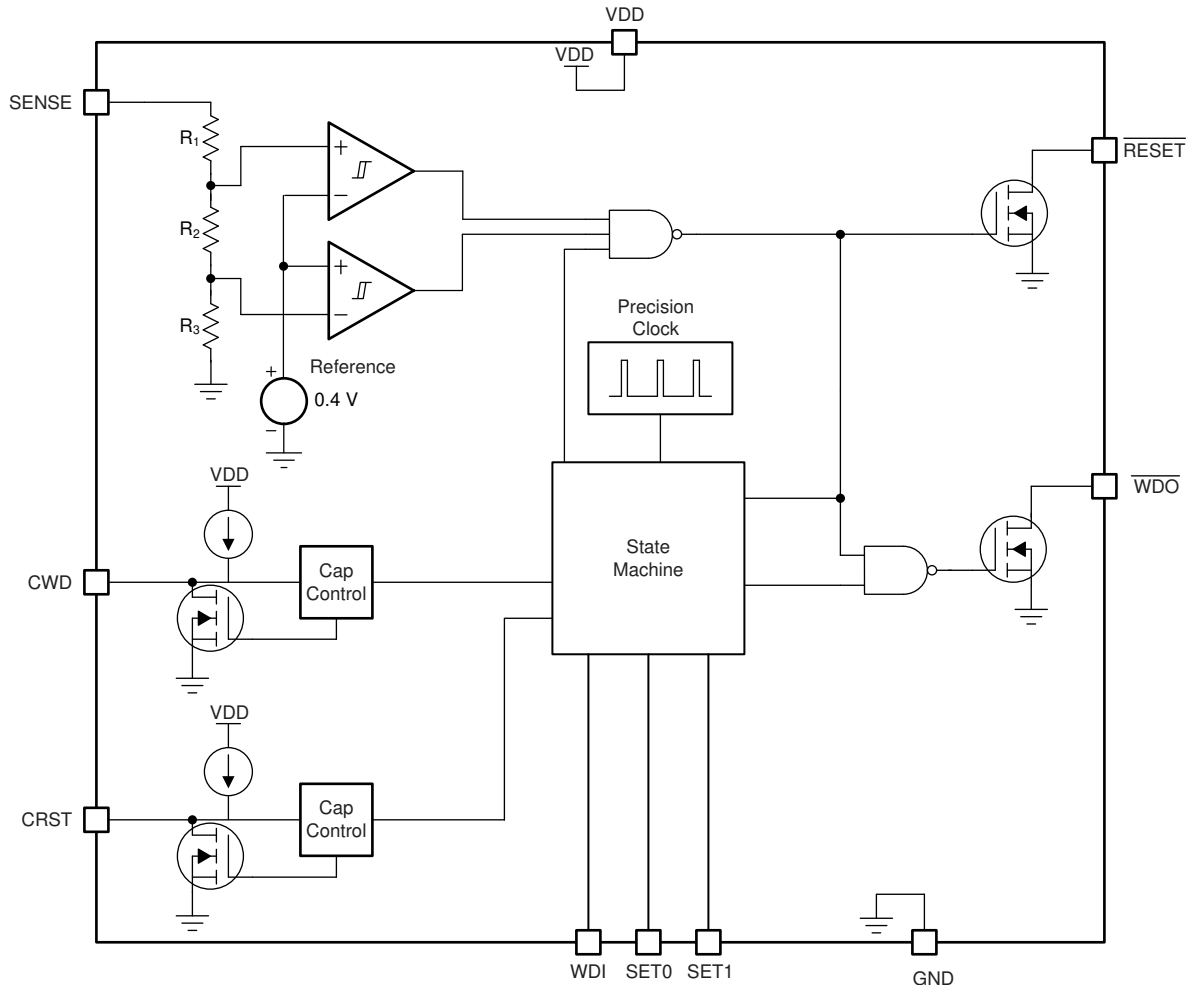 VDD
VDD
SENSE
R1
+
−
RESET
R2
+
−
R3
Precision
Clock
Reference
+
0.4 V
−
VDD
WDO
State
Machine
Cap
Control
CWD
VDD
Cap
Control
CRST
WDI
SET0
SET1
GND